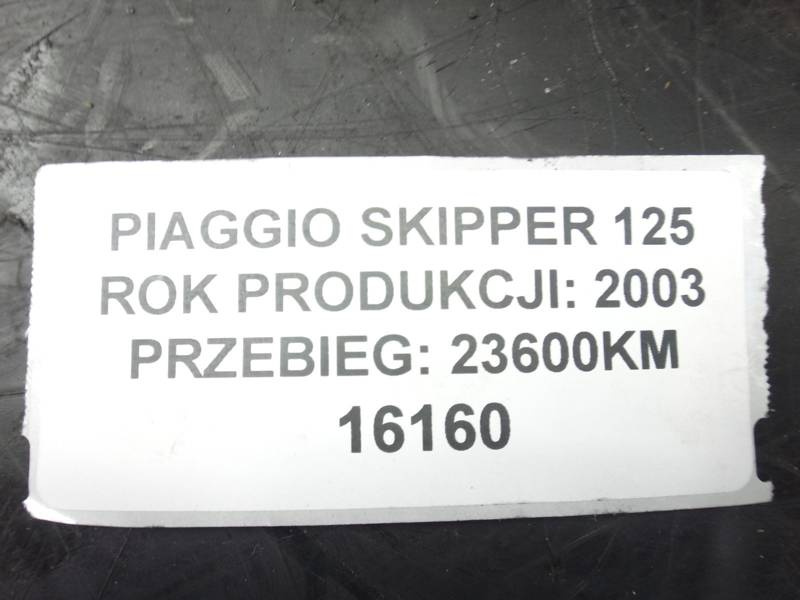 PIAGGIO SKIPPER 125
ROK PRODUKCJI: 2003
PRZEBIEG: 23600KM
16160